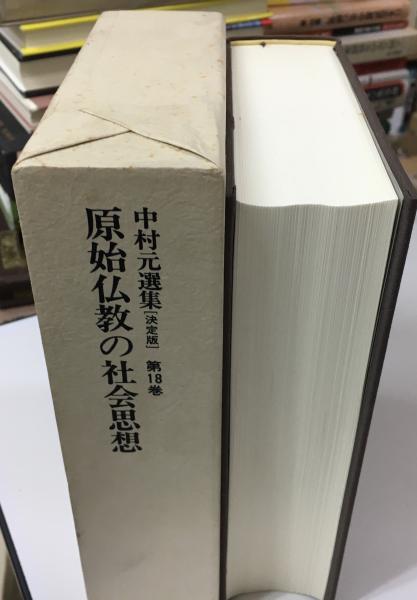 中村元選集［決定版］ 第18巻
原始仏教の社会思想